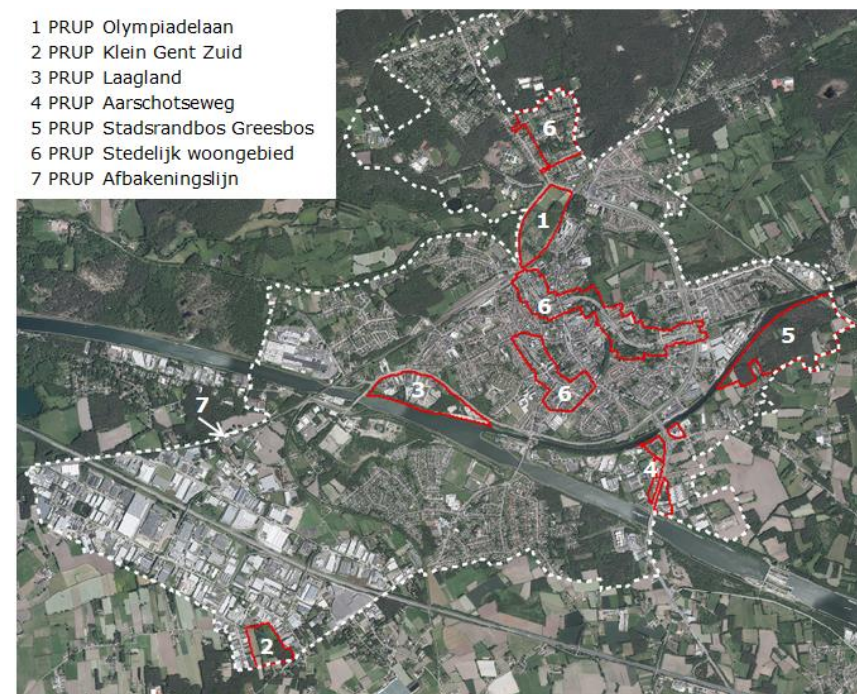 1 PRUP Olympiadelaan
2 PRUP Klein Gent Zuid
3 PRUP Laagland
4 PRUP Aarschotseweg
5 PRUP Stadsrandbos Greesbos
6 PRUP Stedelijk woongebied
7 PRUP Afbakeningslijn
6
1
6
5
3
6
7
4
2